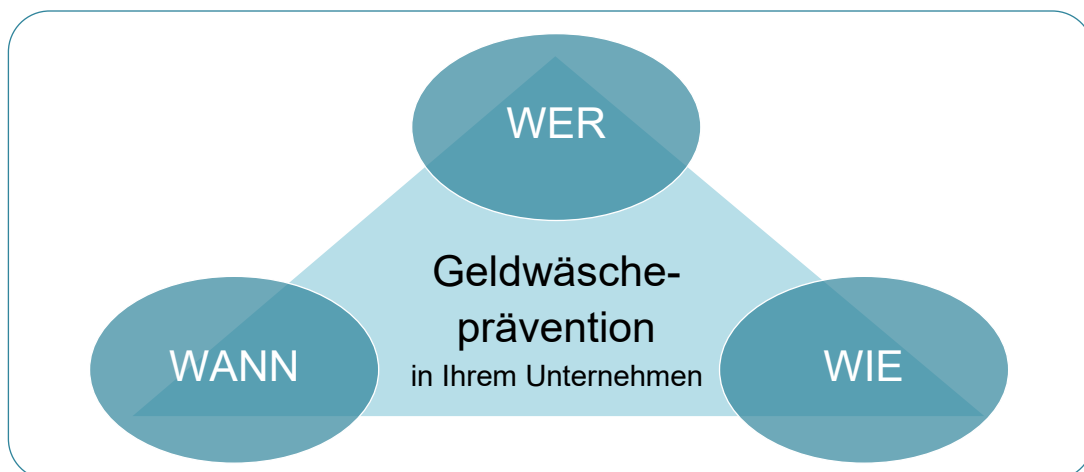 WER
Geldwäsche-
prävention
in Ihrem Unternehmen
WANN
WIE